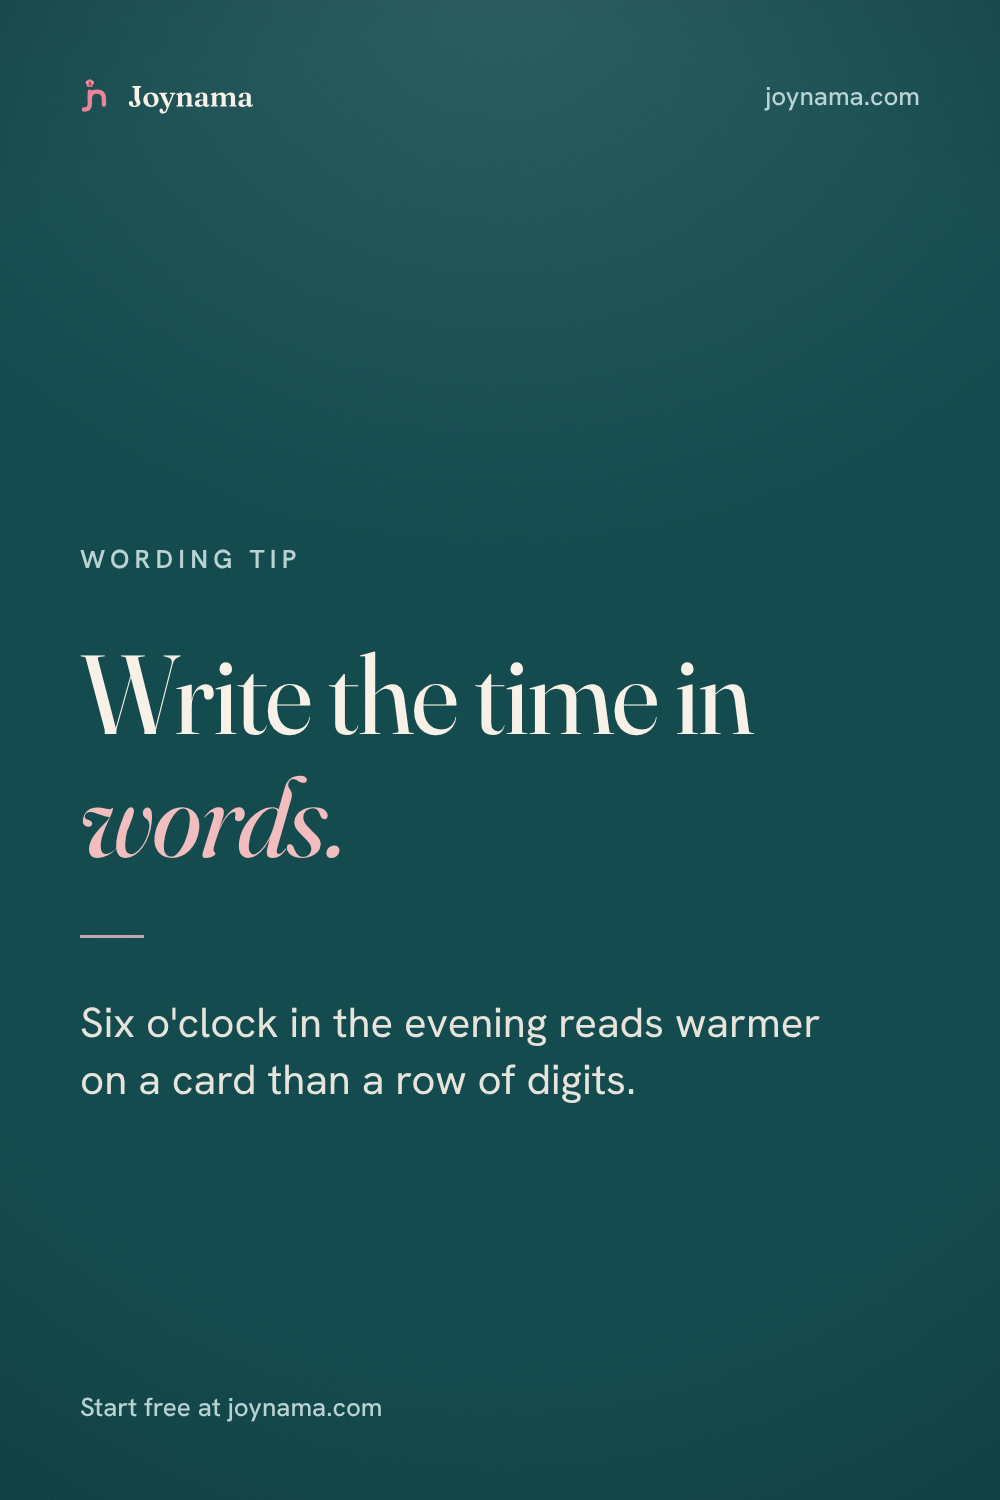 Joynama
joynama.com
WORDING TIP
Write the time in
words.
Six o'clock in the evening reads warmer
on a card than a row of digits.
Start free at joynama.com